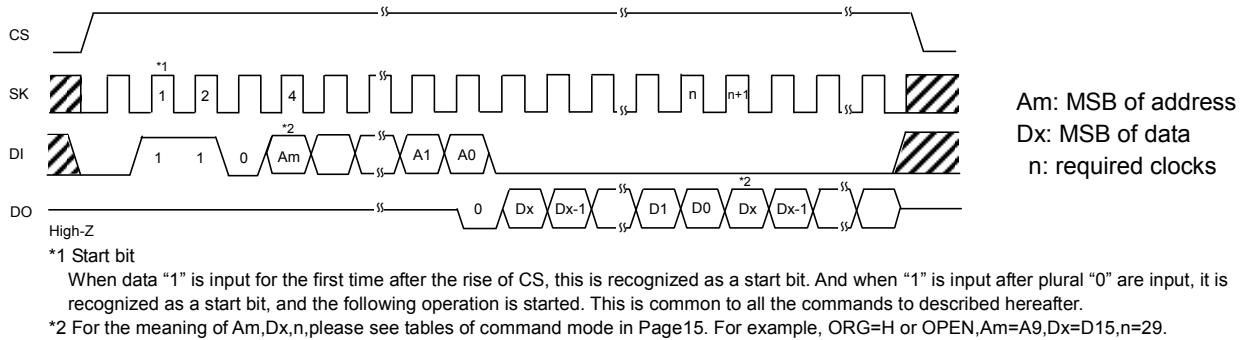 CS
*1
SK 1 2 4 n n+1
*2
DI 1 1 0 Am A1 A0
*2
DO 0 Dx Dx-1 D1 D0 Dx Dx-1
High-Z
Am: MSB of address
Dx: MSB of data
n: required clocks
*1 Start bit
When data “1” is input for the first time after the rise of CS, this is recognized as a start bit. And when “1” is input after plural “0” are input, it is
recognized as a start bit, and the following operation is started. This is common to all the commands to described hereafter.
*2 For the meaning of Am,Dx,n,please see tables of command mode in Page15. For example, ORG=H or OPEN,Am=A9,Dx=D15,n=29.